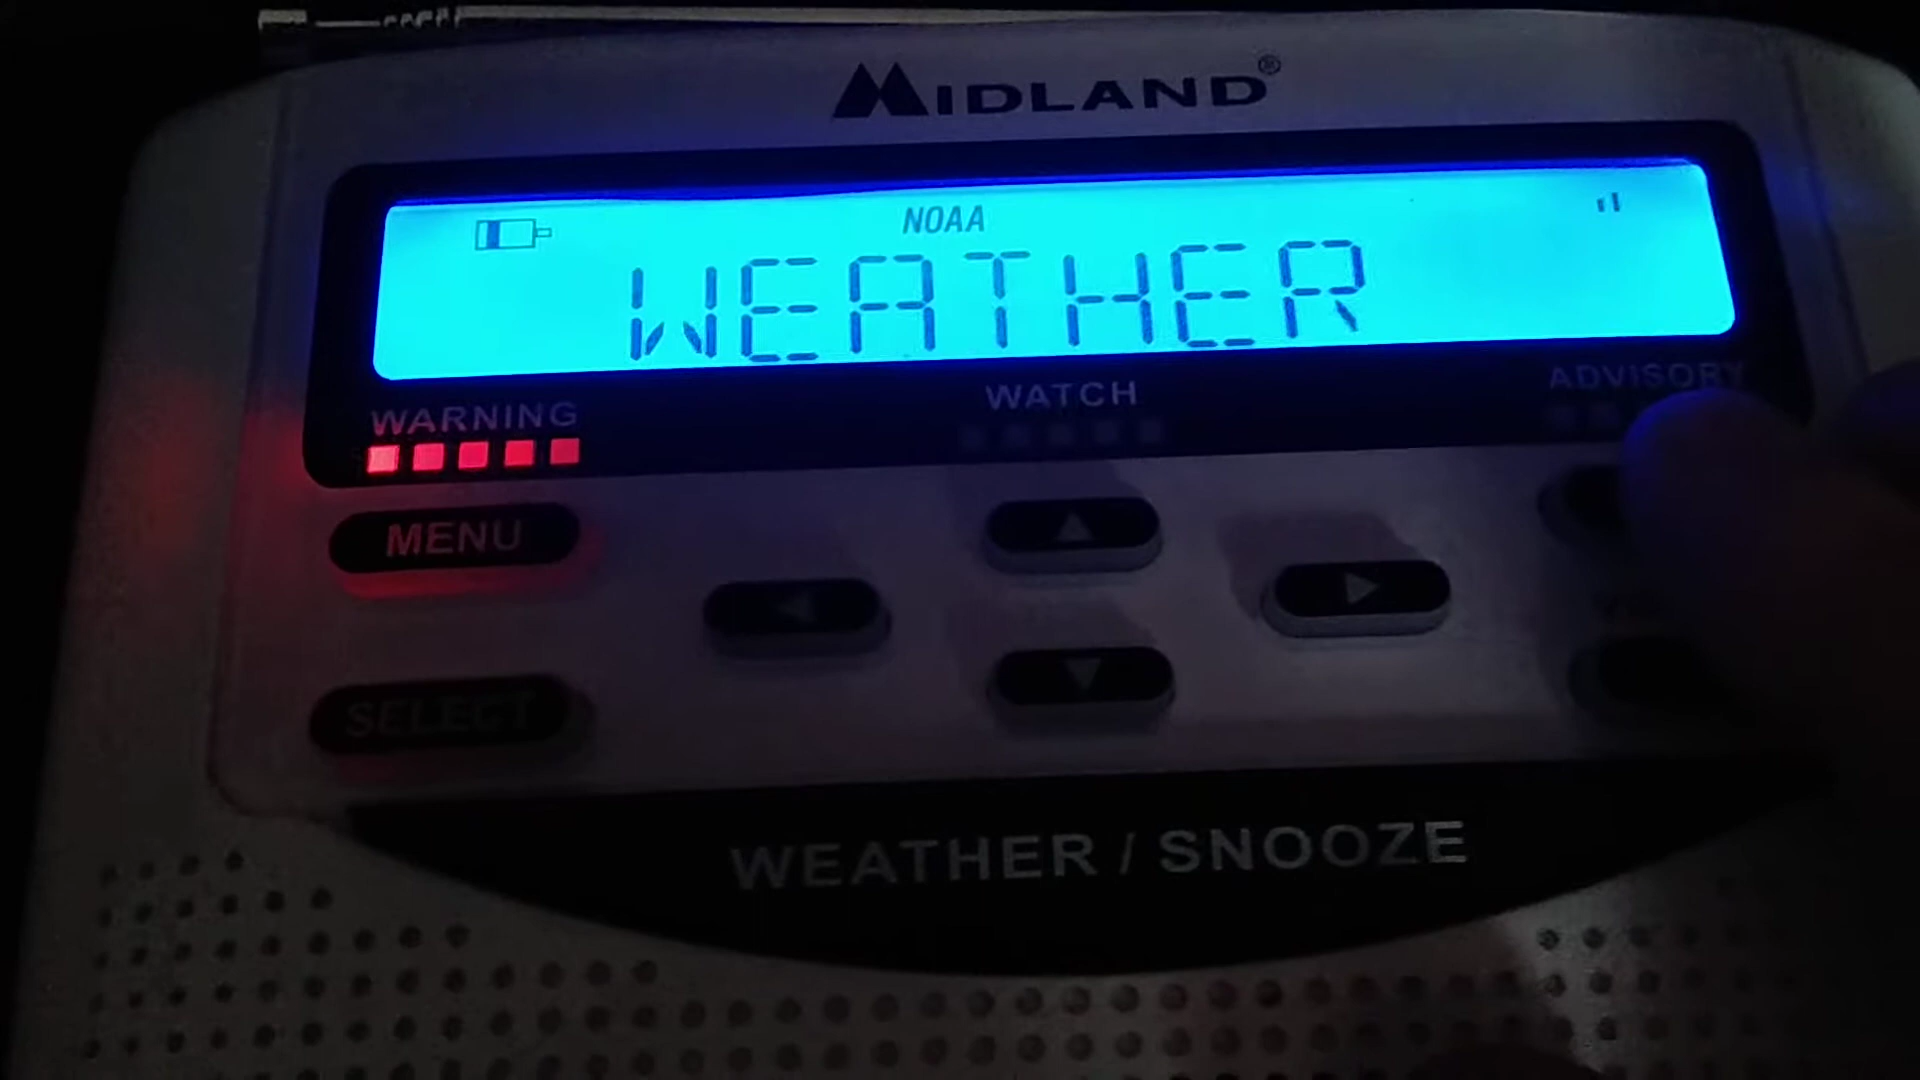 MIDLAND®
NOAA
WEATHER
WARNING
WATCH
ADVISORY
MENU
SELECT
WEATHER / SNOOZE